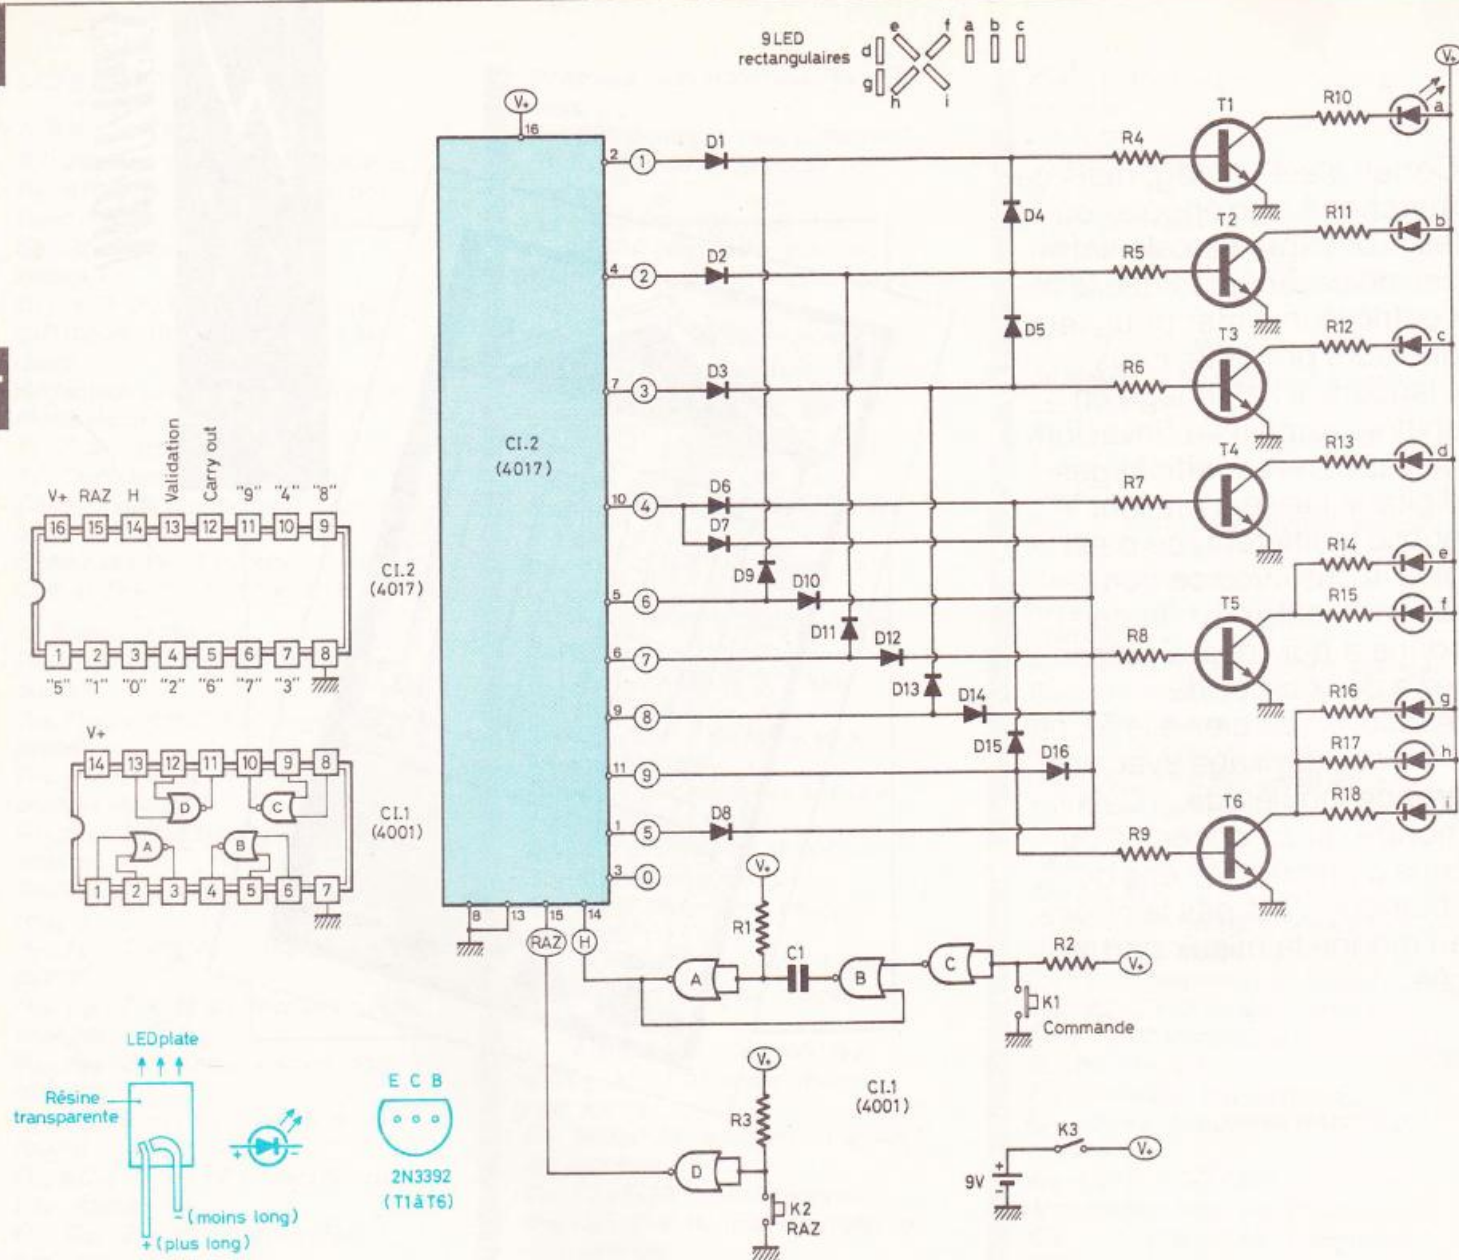 9 LED
rectangulaires
e f a b c
d
g
h i
V+
V+
16
2 1 D1
R4 T1 R10 a
D4
4 2 D2
R5 T2 R11 b
D5
7 3 D3
R6 T3 R12 c
CI.2
(4017)
10 4 D6
D7
R7 T4 R13 d
R14 e
R15 f
D9 D10
5 6
D11 D12
6 7
R8 T5
D13 D14
9 8
R16 g
D15 D16
11 9
R17 h
R18 i
1 5 D8
R9 T6
3 0
8 13 15 14
RAZ H
V+ RAZ H Validation Carry out "9" "4" "8"
16 15 14 13 12 11 10 9
CI.2
(4017)
1 2 3 4 5 6 7 8
"5" "1" "0" "2" "6" "7" "3"
V+
14 13 12 11 10 9 8
D C
CI.1
(4001)
A B
1 2 3 4 5 6 7
V+
R1
A C1 B C R2 V+
K1
Commande
V+
R3
CI.1
(4001)
D
K2
RAZ
K3 V+
9V + -
LED plate
Résine
transparente
+ -
- (moins long)
+ (plus long)
E C B
2N3392
(T1 à T6)